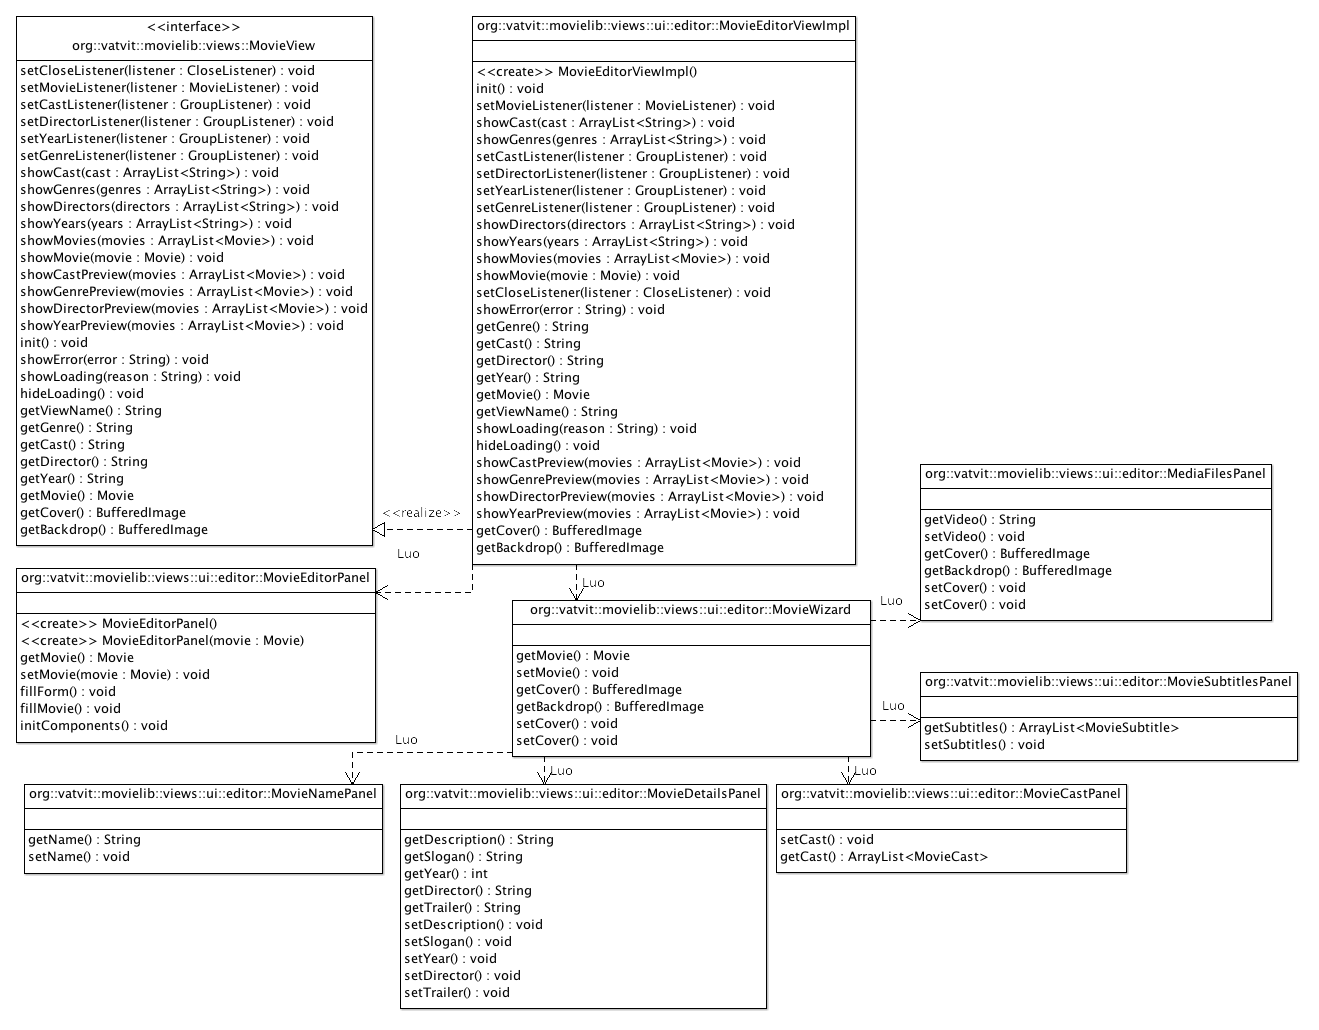 <<interface>>
org::vatvit::movielib::views::MovieView
setCloseListener(listener : CloseListener) : void
setMovieListener(listener : MovieListener) : void
setCastListener(listener : GroupListener) : void
setDirectorListener(listener : GroupListener) : void
setYearListener(listener : GroupListener) : void
setGenreListener(listener : GroupListener) : void
showCast(cast : ArrayList<String>) : void
showGenres(genres : ArrayList<String>) : void
showDirectors(directors : ArrayList<String>) : void
showYears(years : ArrayList<String>) : void
showMovies(movies : ArrayList<Movie>) : void
showMovie(movie : Movie) : void
showCastPreview(movies : ArrayList<Movie>) : void
showGenrePreview(movies : ArrayList<Movie>) : void
showDirectorPreview(movies : ArrayList<Movie>) : void
showYearPreview(movies : ArrayList<Movie>) : void
init() : void
showError(error : String) : void
showLoading(reason : String) : void
hideLoading() : void
getViewName() : String
getGenre() : String
getCast() : String
getDirector() : String
getYear() : String
getMovie() : Movie
getCover() : BufferedImage
getBackdrop() : BufferedImage
org::vatvit::movielib::views::ui::editor::MovieEditorViewImpl
<<create>> MovieEditorViewImpl()
init() : void
setMovieListener(listener : MovieListener) : void
showCast(cast : ArrayList<String>) : void
showGenres(genres : ArrayList<String>) : void
setCastListener(listener : GroupListener) : void
setDirectorListener(listener : GroupListener) : void
setYearListener(listener : GroupListener) : void
setGenreListener(listener : GroupListener) : void
showDirectors(directors : ArrayList<String>) : void
showYears(years : ArrayList<String>) : void
showMovies(movies : ArrayList<Movie>) : void
showMovie(movie : Movie) : void
setCloseListener(listener : CloseListener) : void
showError(error : String) : void
getGenre() : String
getCast() : String
getDirector() : String
getYear() : String
getMovie() : Movie
getViewName() : String
showLoading(reason : String) : void
hideLoading() : void
showCastPreview(movies : ArrayList<Movie>) : void
showGenrePreview(movies : ArrayList<Movie>) : void
showDirectorPreview(movies : ArrayList<Movie>) : void
showYearPreview(movies : ArrayList<Movie>) : void
getCover() : BufferedImage
getBackdrop() : BufferedImage
<<realize>>
Luo
Luo
org::vatvit::movielib::views::ui::editor::MediaFilesPanel
getVideo() : String
setVideo() : void
getCover() : BufferedImage
getBackdrop() : BufferedImage
setCover() : void
setCover() : void
org::vatvit::movielib::views::ui::editor::MovieEditorPanel
<<create>> MovieEditorPanel()
<<create>> MovieEditorPanel(movie : Movie)
getMovie() : Movie
setMovie(movie : Movie) : void
fillForm() : void
fillMovie() : void
initComponents() : void
org::vatvit::movielib::views::ui::editor::MovieWizard
getMovie() : Movie
setMovie() : void
getCover() : BufferedImage
getBackdrop() : BufferedImage
setCover() : void
setCover() : void
Luo
Luo
org::vatvit::movielib::views::ui::editor::MovieSubtitlesPanel
getSubtitles() : ArrayList<MovieSubtitle>
setSubtitles() : void
Luo
Luo
Luo
org::vatvit::movielib::views::ui::editor::MovieNamePanel
getName() : String
setName() : void
org::vatvit::movielib::views::ui::editor::MovieDetailsPanel
getDescription() : String
getSlogan() : String
getYear() : int
getDirector() : String
getTrailer() : String
setDescription() : void
setSlogan() : void
setYear() : void
setDirector() : void
setTrailer() : void
org::vatvit::movielib::views::ui::editor::MovieCastPanel
setCast() : void
getCast() : ArrayList<MovieCast>